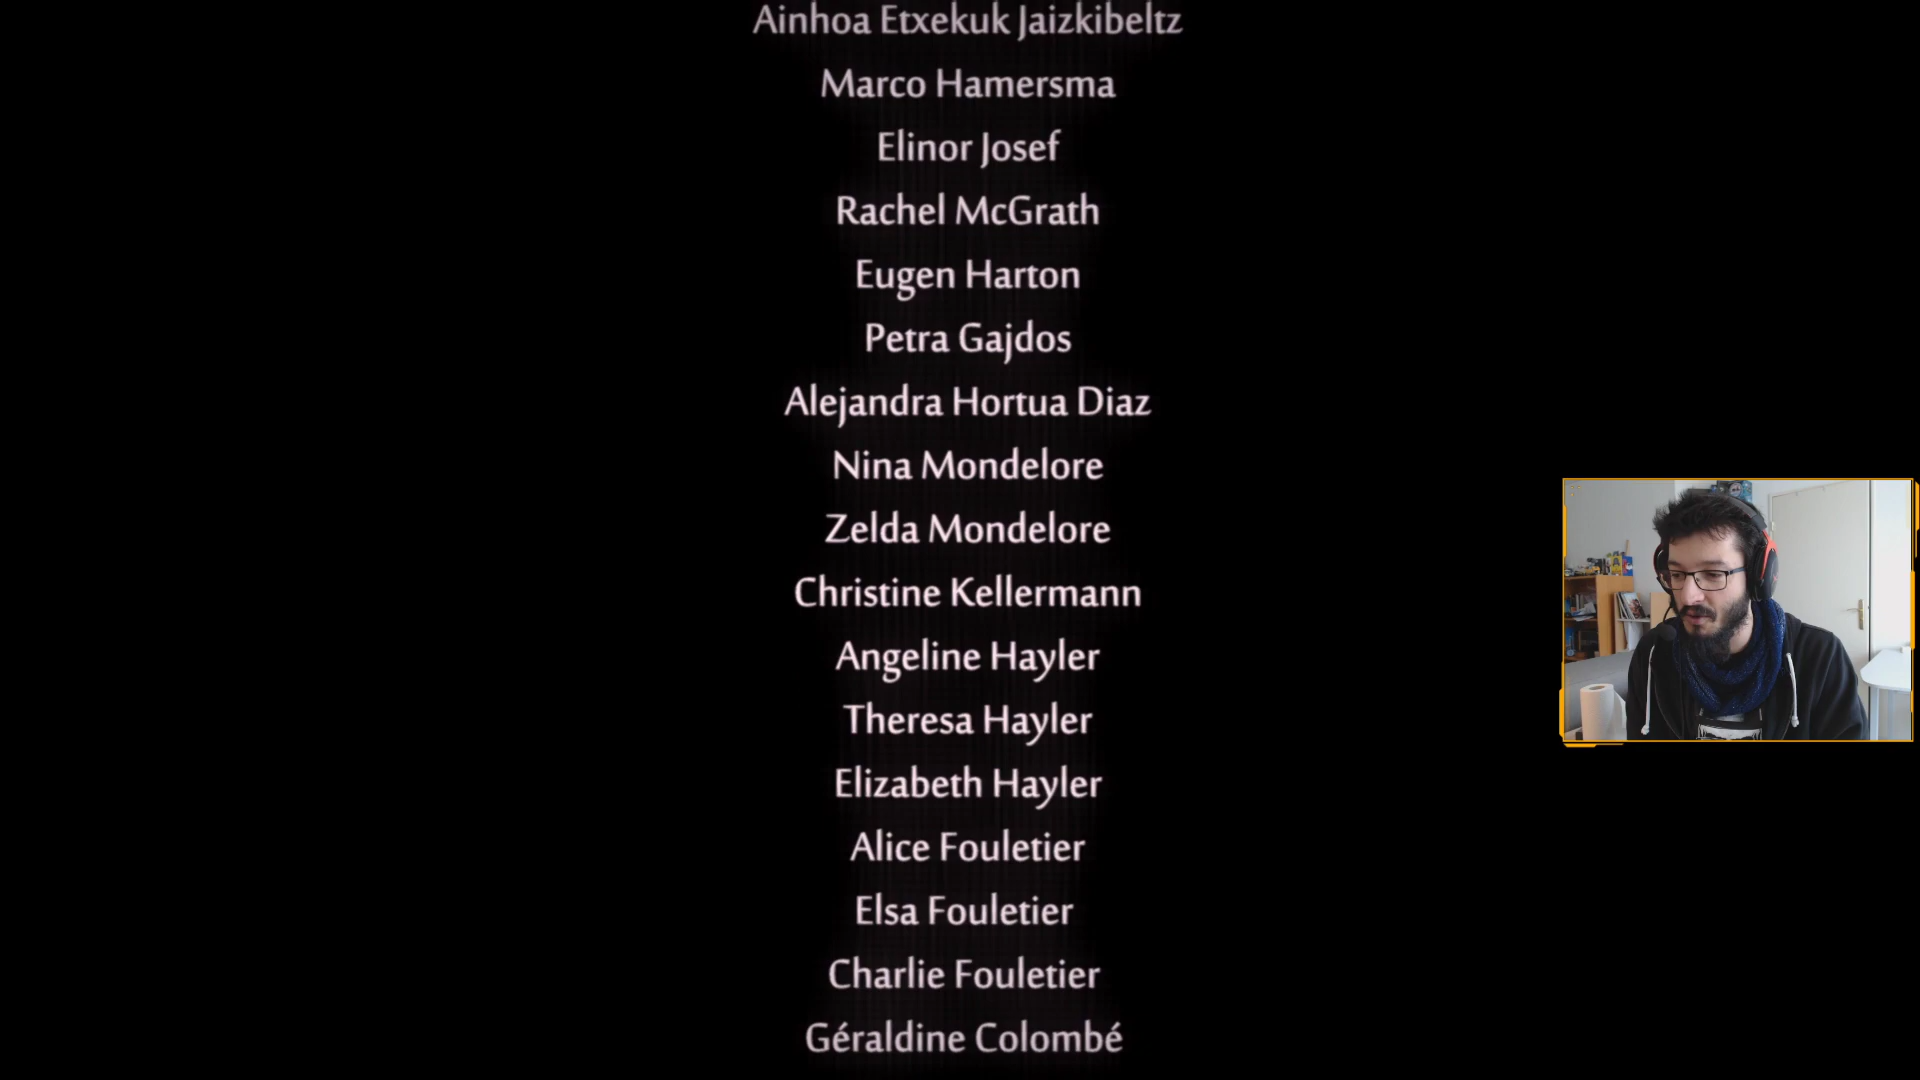 Ainhoa Etxekuk Jaizkibeltz
Marco Hamersma
Elinor Josef
Rachel McGrath
Eugen Harton
Petra Gajdos
Alejandra Hortua Diaz
Nina Mondelore
Zelda Mondelore
Christine Kellermann
Angeline Hayler
Theresa Hayler
Elizabeth Hayler
Alice Fouletier
Elsa Fouletier
Charlie Fouletier
Géraldine Colombé